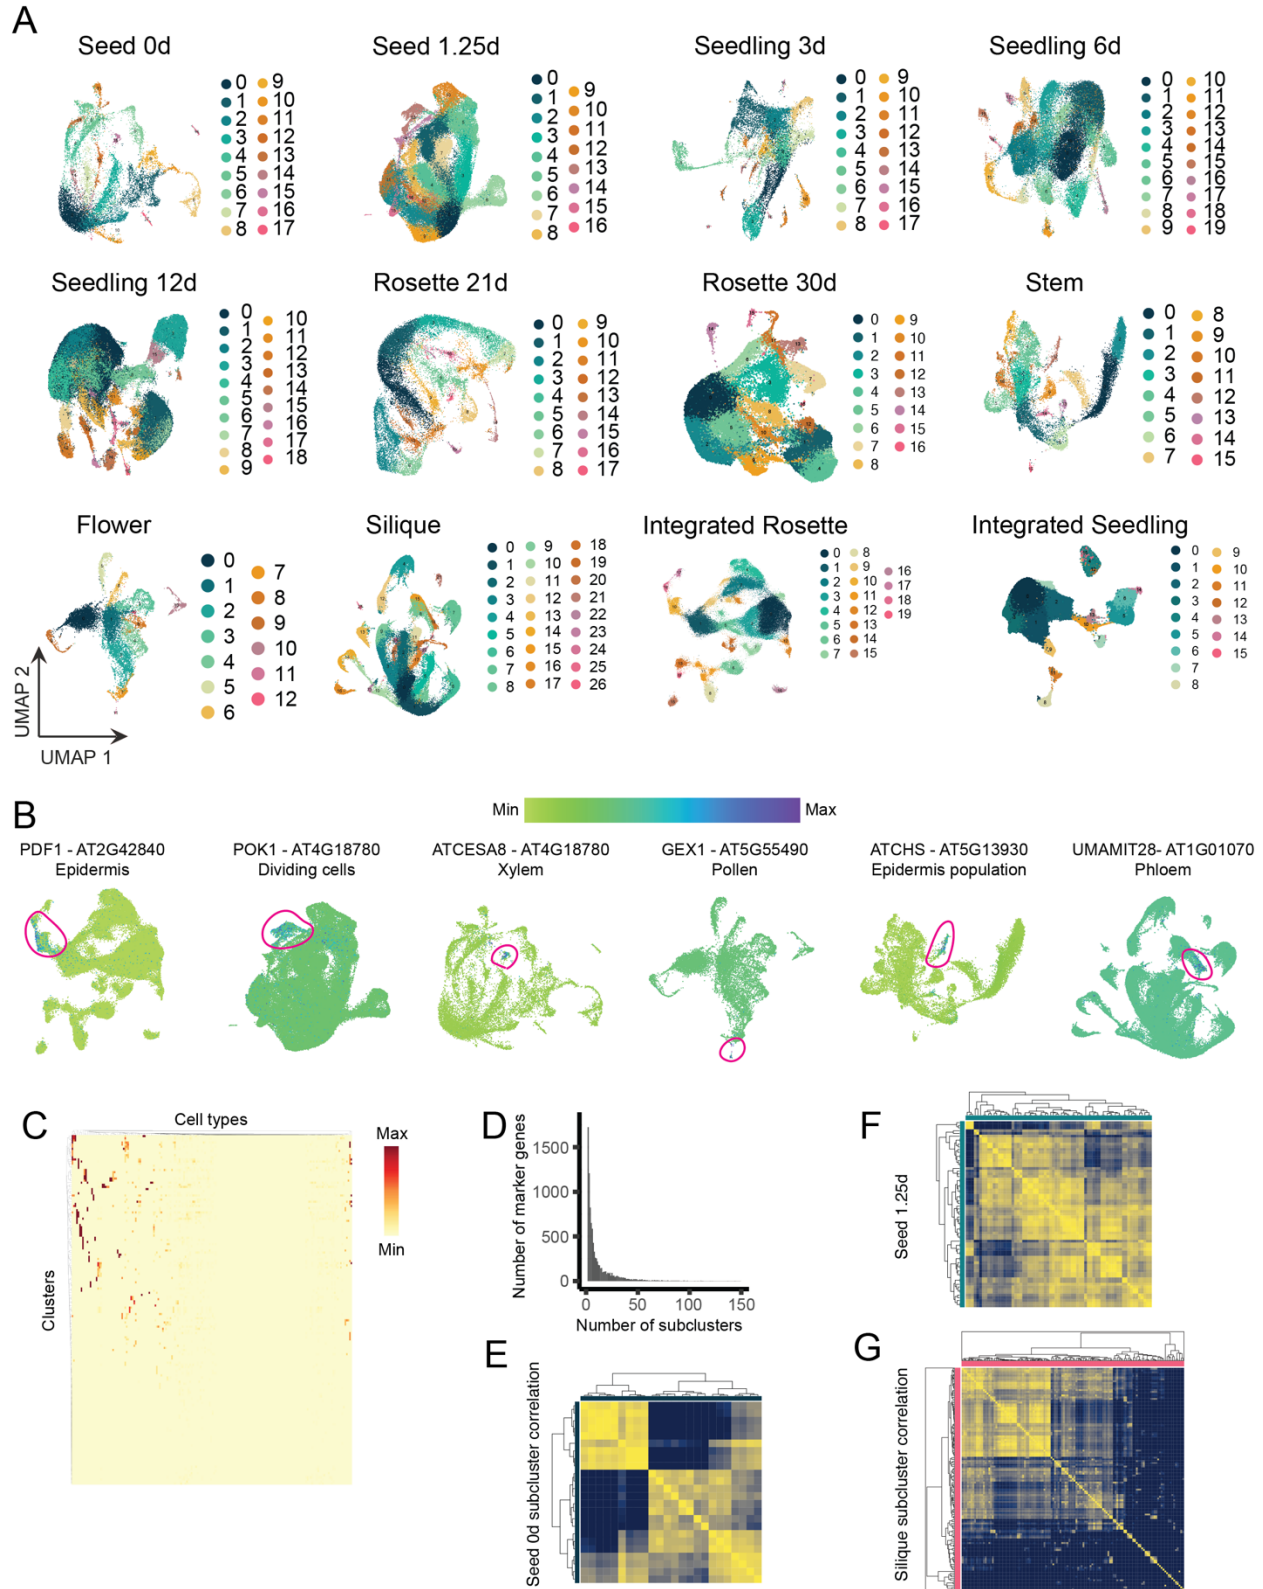 A
Seed 0d
0 9
1 10
2 11
3 12
4 13
5 14
6 15
7 16
8 17
Seed 1.25d
0 9
1 10
2 11
3 12
4 13
5 14
6 15
7 16
8
Seedling 3d
0 9
1 10
2 11
3 12
4 13
5 14
6 15
7 16
8 17
Seedling 6d
0 10
1 11
2 12
3 13
4 14
5 15
6 16
7 17
8 18
9 19
Seedling 12d
0 10
1 11
2 12
3 13
4 14
5 15
6 16
7 17
8 18
9
Rosette 21d
0 9
1 10
2 11
3 12
4 13
5 14
6 15
7 16
8 17
Rosette 30d
0 9
1 10
2 11
3 12
4 13
5 14
6 15
7 16
8
Stem
0 8
1 9
2 10
3 11
4 12
5 13
6 14
7 15
Flower
0 7
1 8
2 9
3 10
4 11
5 12
6
Silique
0 9 18
1 10 19
2 11 20
3 12 21
4 13 22
5 14 23
6 15 24
7 16 25
8 17 26
Integrated Rosette
0 8 16
1 9 17
2 10 18
3 11 19
4 12
5 13
6 14
7 15
Integrated Seedling
0 9
1 10
2 11
3 12
4 13
5 14
6 15
7
8
UMAP 2
UMAP 1
B
Min Max
PDF1 - AT2G42840
Epidermis
POK1 - AT4G18780
Dividing cells
ATCESA8 - AT4G18780
Xylem
GEX1 - AT5G55490
Pollen
ATCHS - AT5G13930
Epidermis population
UMAMIT28- AT1G01070
Phloem
C
Cell types
Clusters
Max
Min
D
Number of marker genes
1500
1000
500
0
0 50 100 150
Number of subclusters
E
Seed 0d subcluster correlation
F
Seed 1.25d
G
Silique subcluster correlation